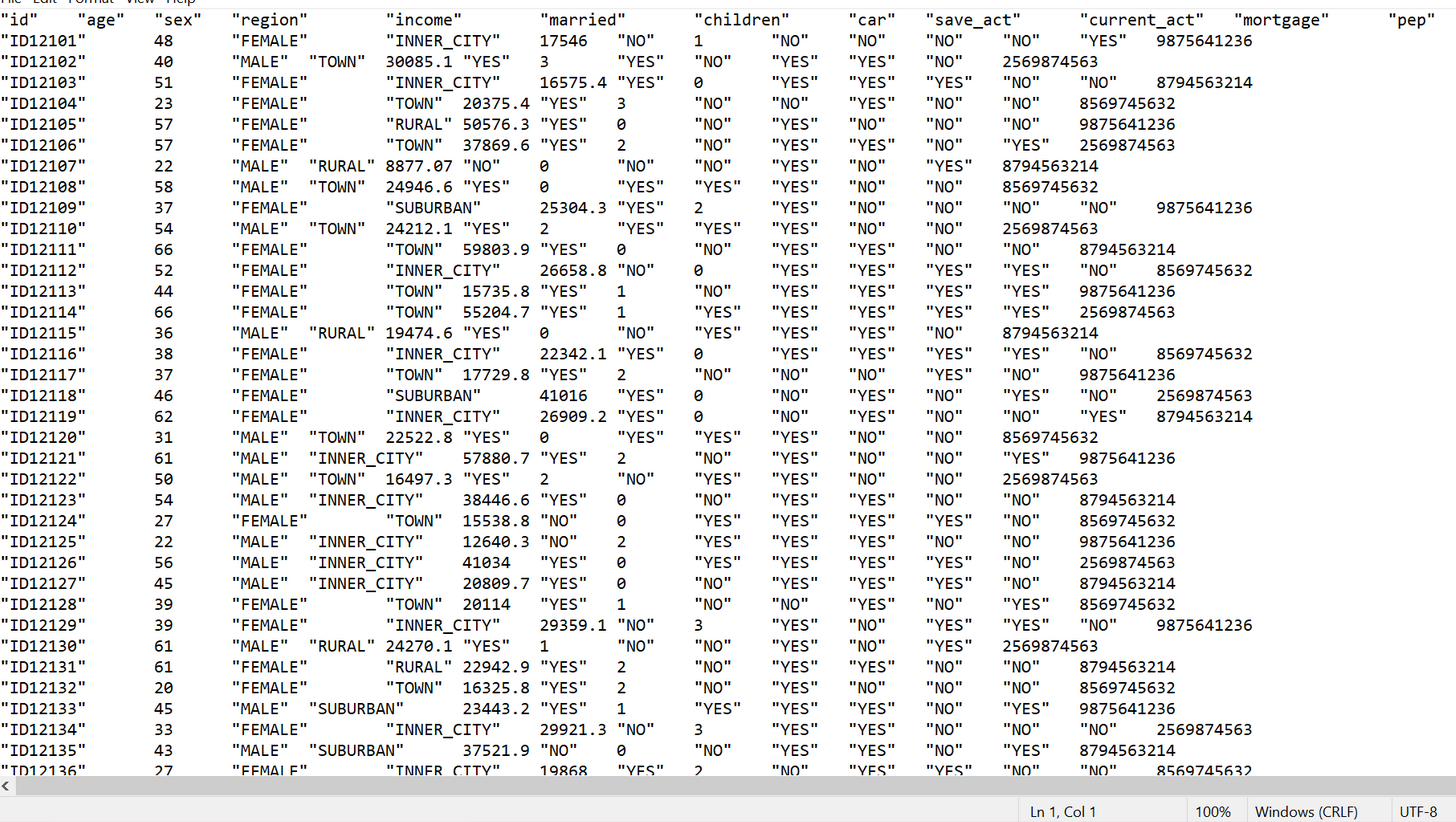 File Edit Format View Help
"id" "age" "sex" "region" "income" "married" "children" "car" "save_act" "current_act" "mortgage" "pep"
"ID12101" 48 "FEMALE" "INNER_CITY" 17546 "NO" 1 "NO" "NO" "NO" "NO" "YES" 9875641236
"ID12102" 40 "MALE" "TOWN" 30085.1 "YES" 3 "YES" "NO" "YES" "YES" "NO" 2569874563
"ID12103" 51 "FEMALE" "INNER_CITY" 16575.4 "YES" 0 "YES" "YES" "YES" "NO" "NO" 8794563214
"ID12104" 23 "FEMALE" "TOWN" 20375.4 "YES" 3 "NO" "NO" "YES" "NO" "NO" 8569745632
"ID12105" 57 "FEMALE" "RURAL" 50576.3 "YES" 0 "NO" "YES" "NO" "NO" "NO" 9875641236
"ID12106" 57 "FEMALE" "TOWN" 37869.6 "YES" 2 "NO" "YES" "YES" "NO" "YES" 2569874563
"ID12107" 22 "MALE" "RURAL" 8877.07 "NO" 0 "NO" "NO" "YES" "NO" "YES" 8794563214
"ID12108" 58 "MALE" "TOWN" 24946.6 "YES" 0 "YES" "YES" "YES" "NO" "NO" 8569745632
"ID12109" 37 "FEMALE" "SUBURBAN" 25304.3 "YES" 2 "YES" "NO" "NO" "NO" "NO" 9875641236
"ID12110" 54 "MALE" "TOWN" 24212.1 "YES" 2 "YES" "YES" "YES" "NO" "NO" 2569874563
"ID12111" 66 "FEMALE" "TOWN" 59803.9 "YES" 0 "NO" "YES" "YES" "NO" "NO" 8794563214
"ID12112" 52 "FEMALE" "INNER_CITY" 26658.8 "NO" 0 "YES" "YES" "YES" "YES" "NO" 8569745632
"ID12113" 44 "FEMALE" "TOWN" 15735.8 "YES" 1 "NO" "YES" "YES" "YES" "YES" 9875641236
"ID12114" 66 "FEMALE" "TOWN" 55204.7 "YES" 1 "YES" "YES" "YES" "YES" "YES" 2569874563
"ID12115" 36 "MALE" "RURAL" 19474.6 "YES" 0 "NO" "YES" "YES" "YES" "NO" 8794563214
"ID12116" 38 "FEMALE" "INNER_CITY" 22342.1 "YES" 0 "YES" "YES" "YES" "YES" "NO" 8569745632
"ID12117" 37 "FEMALE" "TOWN" 17729.8 "YES" 2 "NO" "NO" "NO" "YES" "NO" 9875641236
"ID12118" 46 "FEMALE" "SUBURBAN" 41016 "YES" 0 "NO" "YES" "NO" "YES" "NO" 2569874563
"ID12119" 62 "FEMALE" "INNER_CITY" 26909.2 "YES" 0 "NO" "YES" "NO" "NO" "YES" 8794563214
"ID12120" 31 "MALE" "TOWN" 22522.8 "YES" 0 "YES" "YES" "YES" "NO" "NO" 8569745632
"ID12121" 61 "MALE" "INNER_CITY" 57880.7 "YES" 2 "NO" "YES" "NO" "NO" "YES" 9875641236
"ID12122" 50 "MALE" "TOWN" 16497.3 "YES" 2 "NO" "YES" "YES" "NO" "NO" 2569874563
"ID12123" 54 "MALE" "INNER_CITY" 38446.6 "YES" 0 "NO" "YES" "YES" "NO" "NO" 8794563214
"ID12124" 27 "FEMALE" "TOWN" 15538.8 "NO" 0 "YES" "YES" "YES" "YES" "NO" 8569745632
"ID12125" 22 "MALE" "INNER_CITY" 12640.3 "NO" 2 "YES" "YES" "YES" "NO" "NO" 9875641236
"ID12126" 56 "MALE" "INNER_CITY" 41034 "YES" 0 "YES" "YES" "YES" "YES" "NO" 2569874563
"ID12127" 45 "MALE" "INNER_CITY" 20809.7 "YES" 0 "NO" "YES" "YES" "YES" "NO" 8794563214
"ID12128" 39 "FEMALE" "TOWN" 20114 "YES" 1 "NO" "NO" "YES" "NO" "YES" 8569745632
"ID12129" 39 "FEMALE" "INNER_CITY" 29359.1 "NO" 3 "YES" "NO" "YES" "YES" "NO" 9875641236
"ID12130" 61 "MALE" "RURAL" 24270.1 "YES" 1 "NO" "NO" "YES" "NO" "YES" 2569874563
"ID12131" 61 "FEMALE" "RURAL" 22942.9 "YES" 2 "NO" "YES" "YES" "NO" "NO" 8794563214
"ID12132" 20 "FEMALE" "TOWN" 16325.8 "YES" 2 "NO" "YES" "NO" "NO" "NO" 8569745632
"ID12133" 45 "MALE" "SUBURBAN" 23443.2 "YES" 1 "YES" "YES" "YES" "NO" "YES" 9875641236
"ID12134" 33 "FEMALE" "INNER_CITY" 29921.3 "NO" 3 "YES" "YES" "NO" "NO" "NO" 2569874563
"ID12135" 43 "MALE" "SUBURBAN" 37521.9 "NO" 0 "NO" "YES" "YES" "NO" "YES" 8794563214
"ID12136" 27 "FEMALE" "INNER_CITY" 19868 "YES" 2 "NO" "YES" "YES" "NO" "NO" 8569745632
Ln 1, Col 1 100% Windows (CRLF) UTF-8